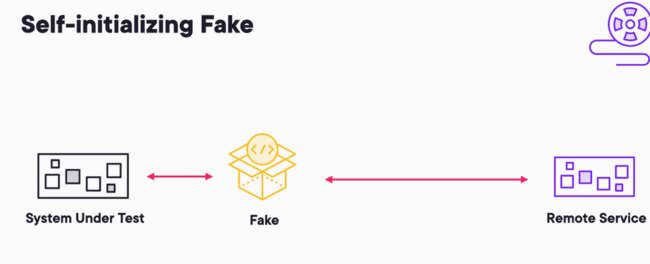 Self-initializing Fake
</>
System Under Test
Fake
Remote Service